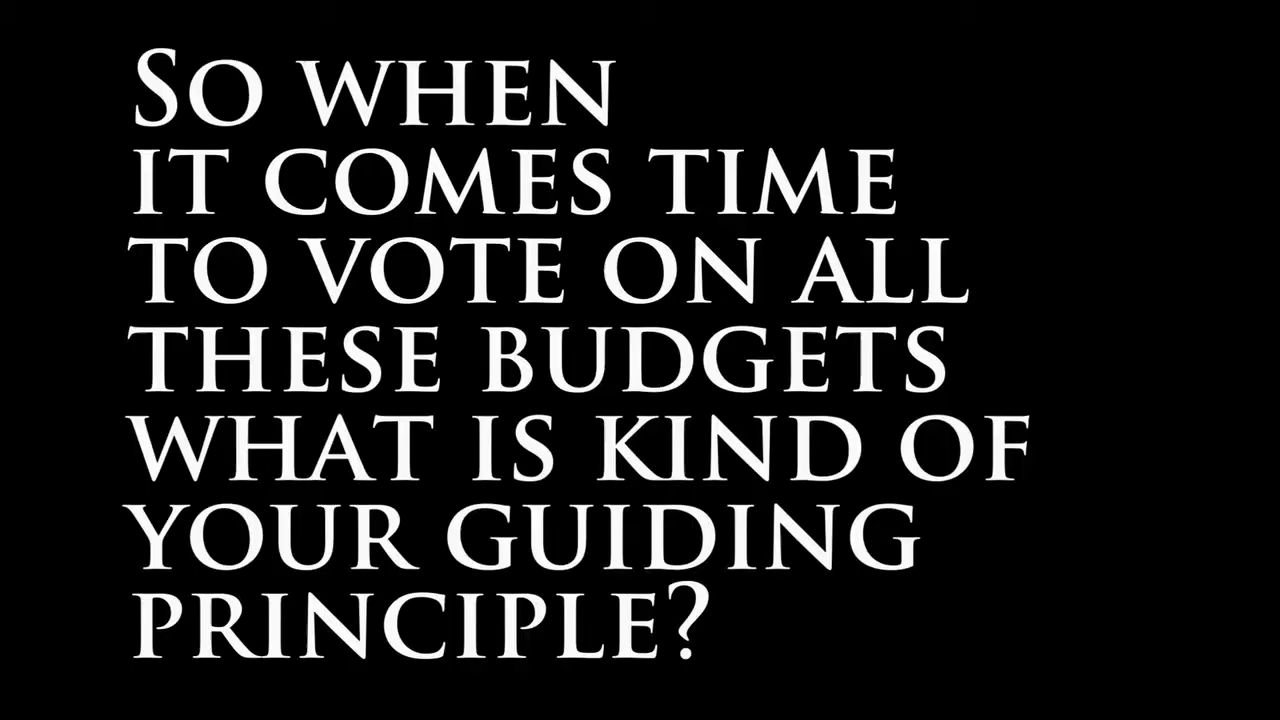 So when
it comes time
to vote on all
these budgets
what is kind of
your guiding
principle?